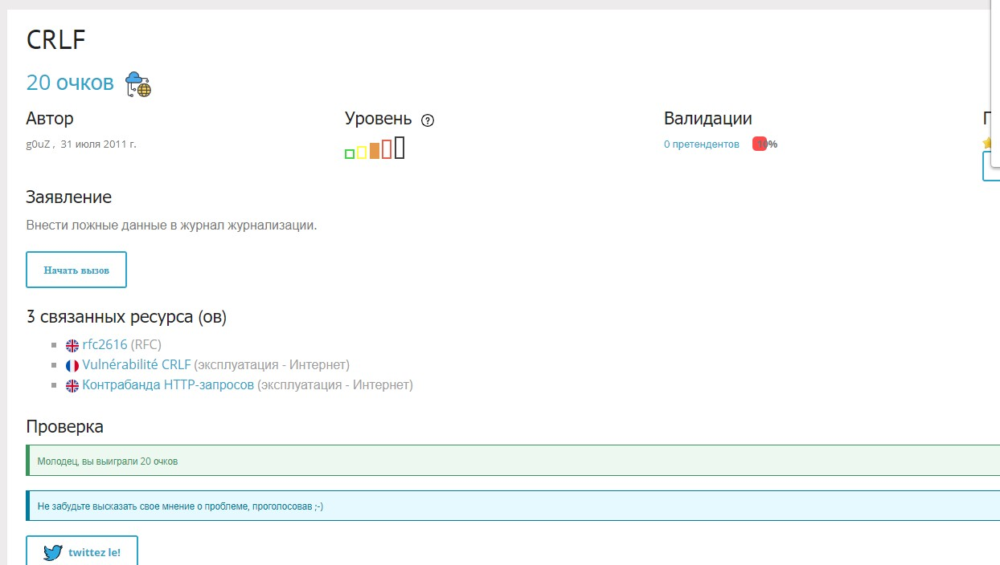 CRLF
20 очков
Автор
Уровень ?
Валидации
g0uZ , 31 июля 2011 г.
0 претендентов
Заявление
Внести ложные данные в журнал журнализации.
Начать вызов
3 связанных ресурса (ов)
rfc2616 (RFC)
Vulnérabilité CRLF (эксплуатация - Интернет)
Контрабанда HTTP-запросов (эксплуатация - Интернет)
Проверка
Молодец, вы выиграли 20 очков
Не забудьте высказать свое мнение о проблеме, проголосовав ;-)
twittez le!